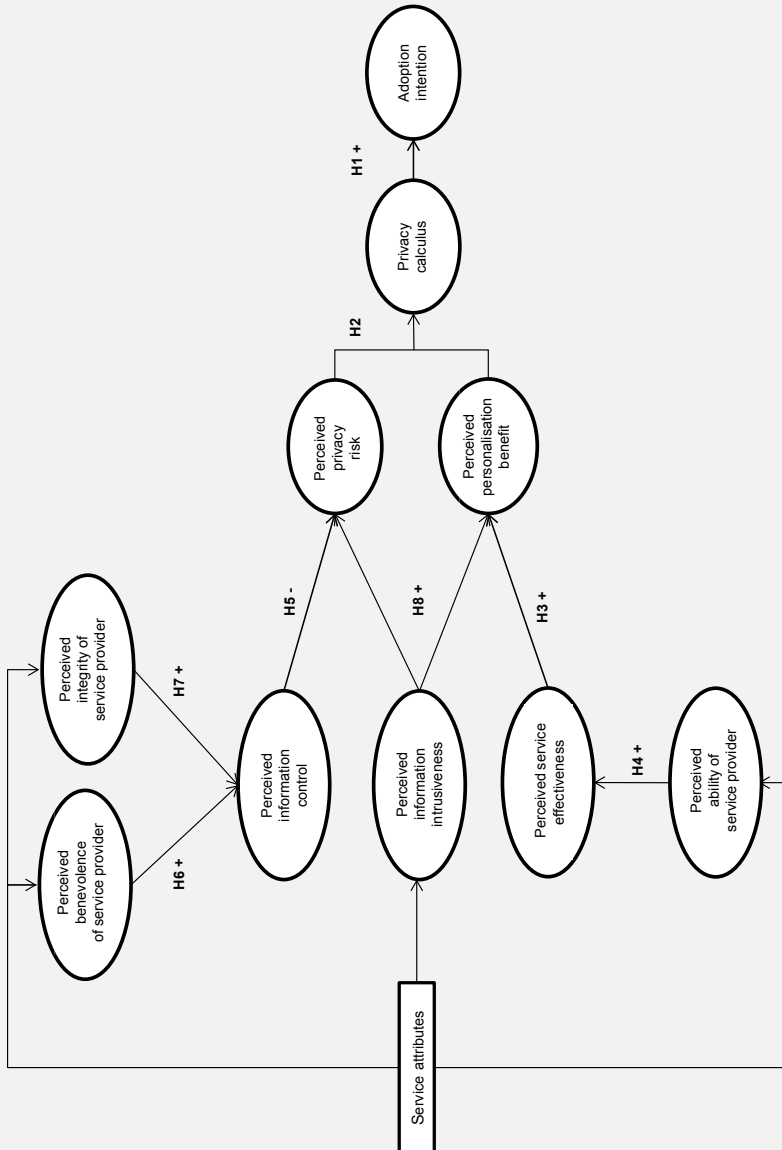 Perceived
benevolence
of service provider
Perceived
integrity of
service provider
H6 +
H7 +
Perceived
information
control
H5 -
Perceived
privacy
risk
H2
Privacy
calculus
H1 +
Adoption
intention
Service attributes
Perceived
information
intrusiveness
H8 +
Perceived
personalisation
benefit
H3 +
Perceived service
effectiveness
H4 +
Perceived
ability of
service provider